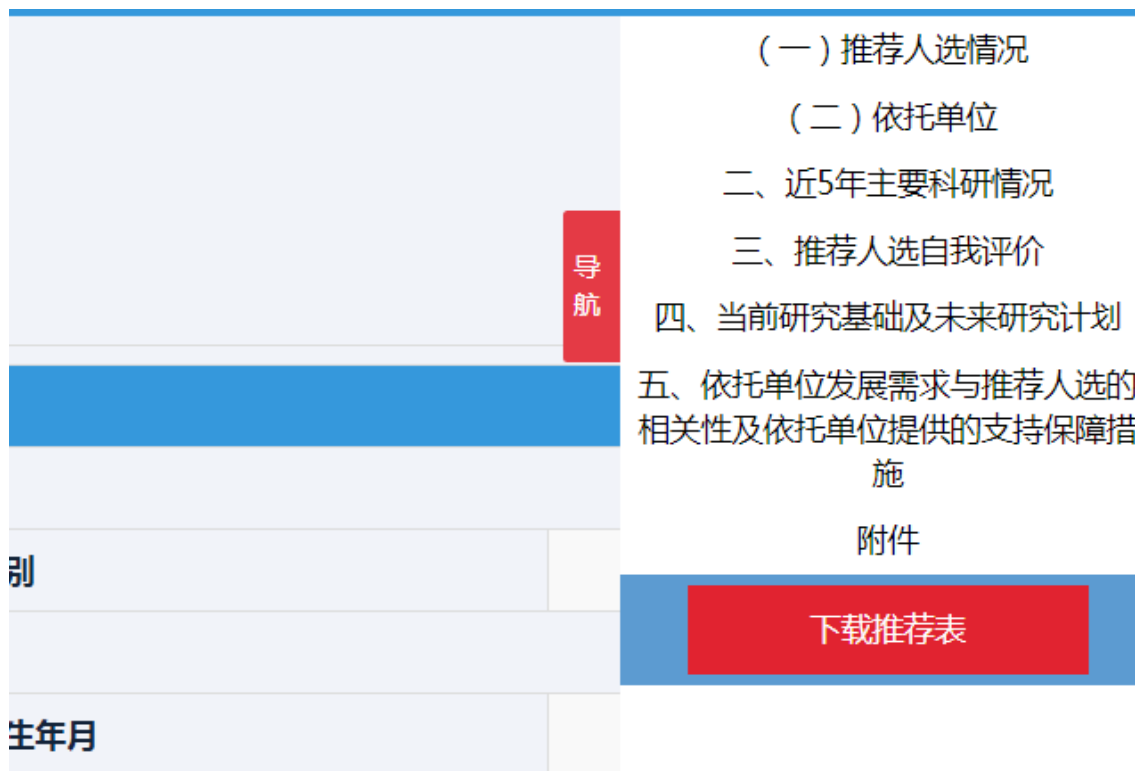 （一）推荐人选情况
（二）依托单位
二、近5年主要科研情况
三、推荐人选自我评价
四、当前研究基础及未来研究计划
五、依托单位发展需求与推荐人选的
相关性及依托单位提供的支持保障措
施
附件
下载推荐表
导
航
别
生年月